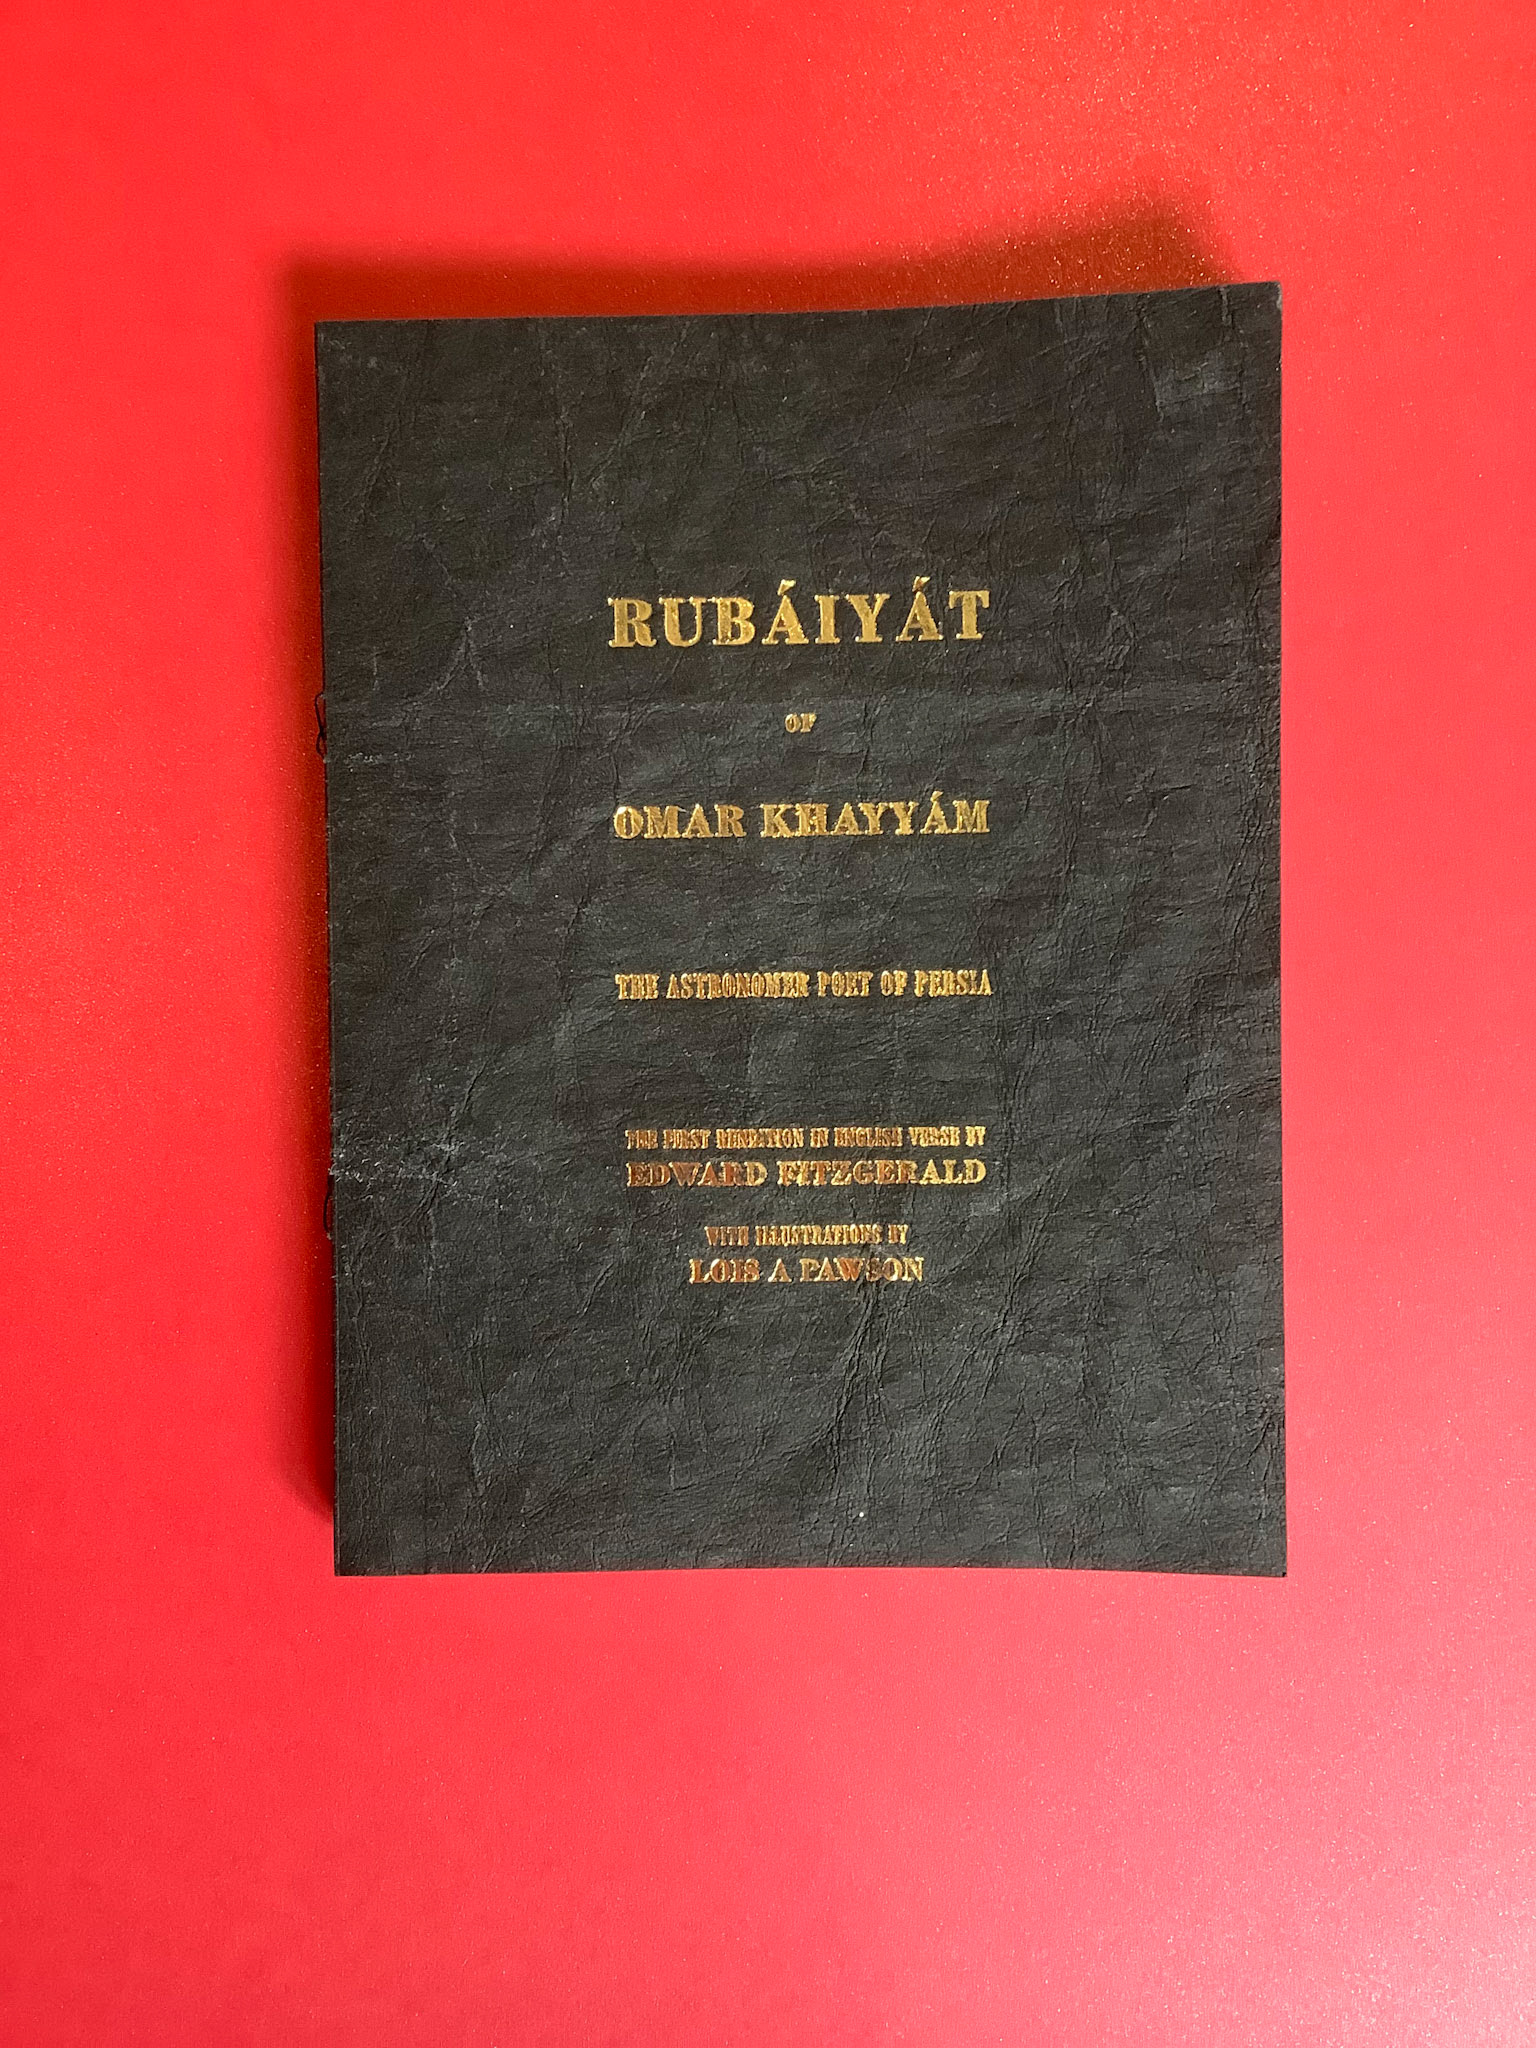 RUBÁIYÁT
OF
OMAR KHAYYÁM
THE ASTRONOMER POET OF PERSIA
THE FIRST RENDITION IN ENGLISH VERSE BY
EDWARD FITZGERALD
WITH ILLUSTRATIONS BY
LOIS A PAWSON